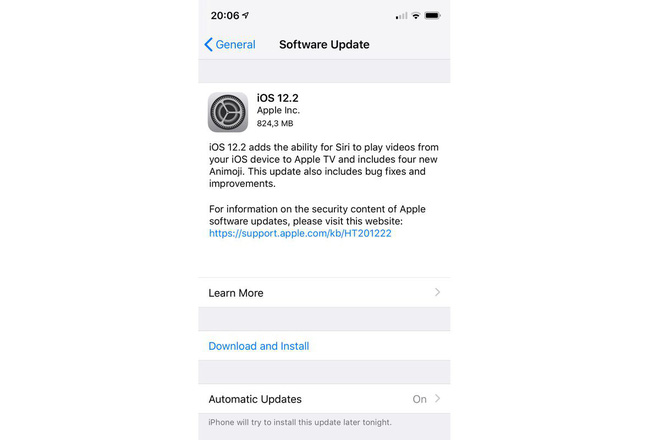 20:06
General
Software Update
iOS 12.2
Apple Inc.
824,3 MB
iOS 12.2 adds the ability for Siri to play videos from
your iOS device to Apple TV and includes four new
Animoji. This update also includes bug fixes and
improvements.
For information on the security content of Apple
software updates, please visit this website:
https://support.apple.com/kb/HT201222
Learn More
Download and Install
Automatic Updates On
iPhone will try to install this update later tonight.